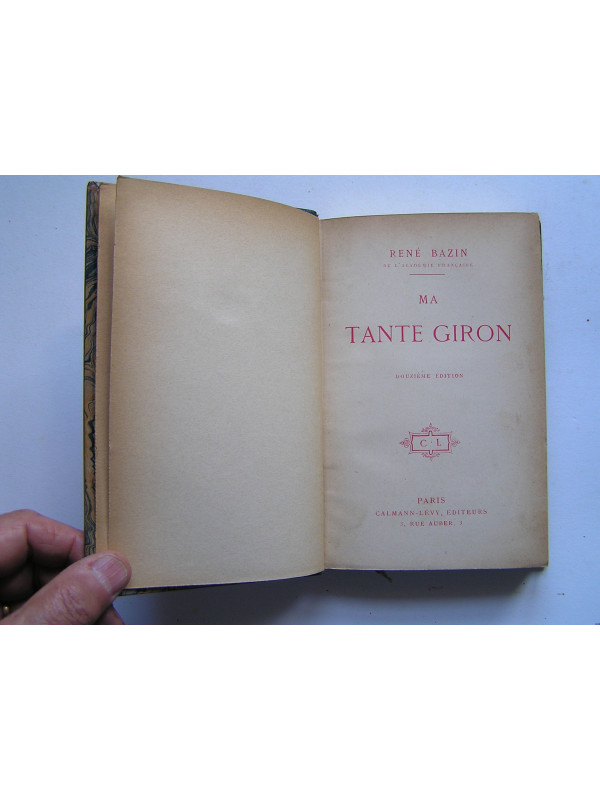 RENÉ BAZIN
DE L'ACADÉMIE FRANÇAISE
MA
TANTE GIRON
DOUZIÈME ÉDITION
C L
PARIS
CALMANN-LÉVY, ÉDITEURS
3, RUE AUBER, 3